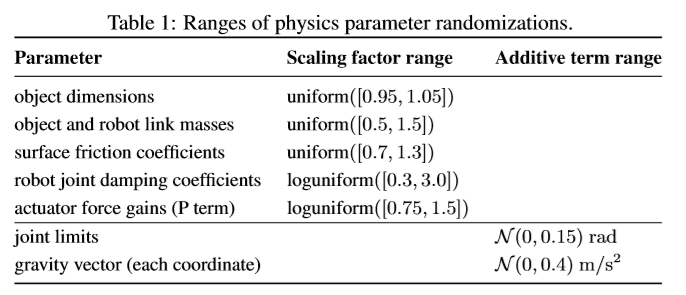 Table 1: Ranges of physics parameter randomizations.
Parameter Scaling factor range Additive term range
object dimensions uniform([0.95, 1.05])
object and robot link masses uniform([0.5, 1.5])
surface friction coefficients uniform([0.7, 1.3])
robot joint damping coefficients loguniform([0.3, 3.0])
actuator force gains (P term) loguniform([0.75, 1.5])
joint limits 𝒩(0, 0.15) rad
gravity vector (each coordinate) 𝒩(0, 0.4) m/s²